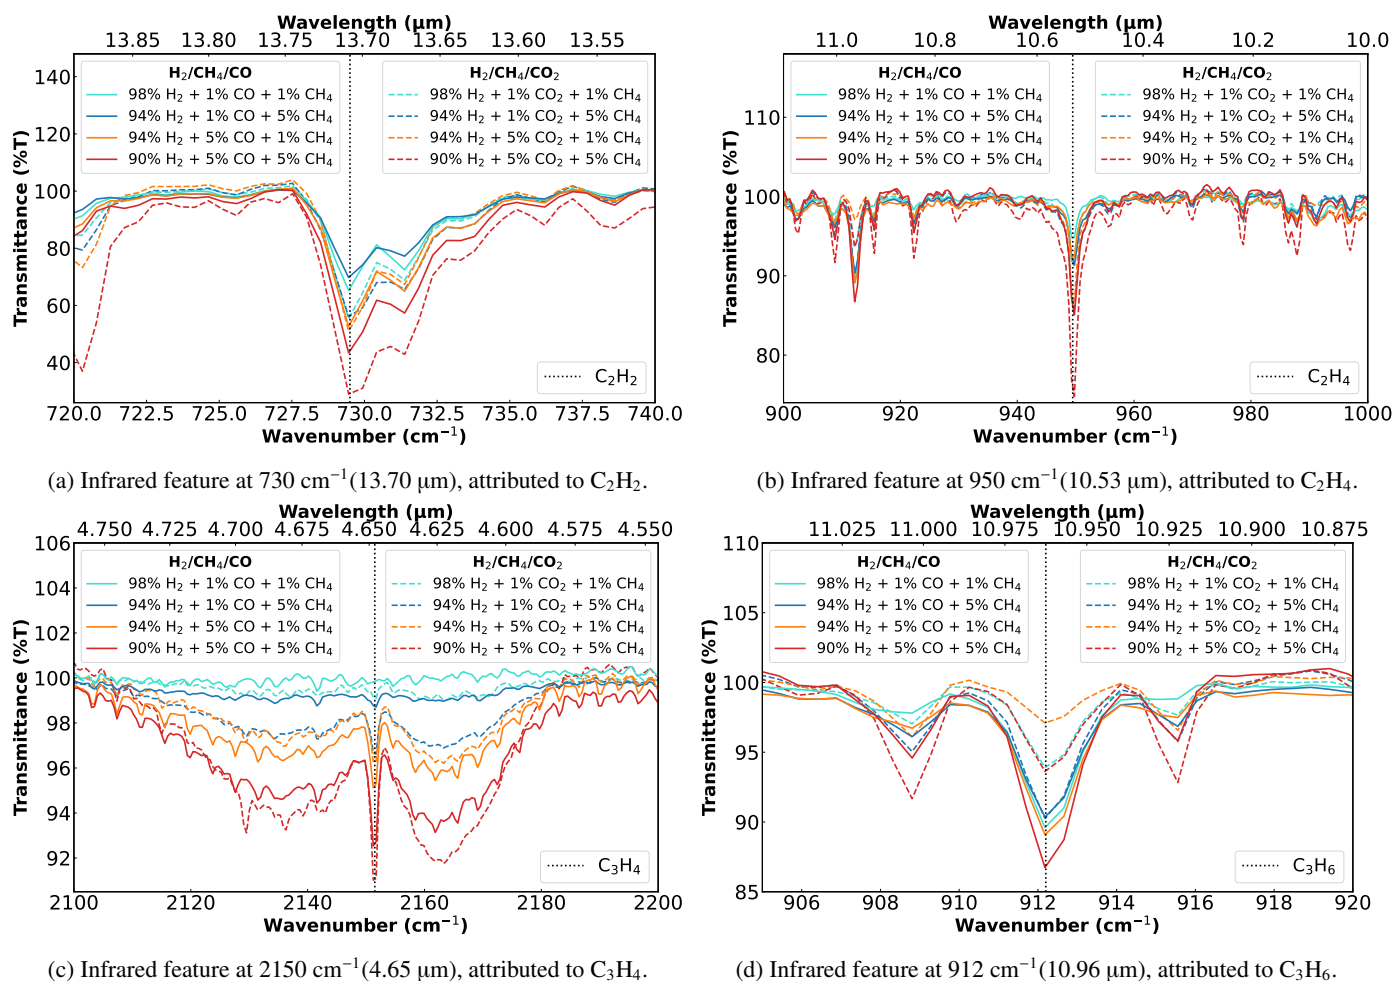 Wavelength (μm)
13.85 13.80 13.75 13.70 13.65 13.60 13.55
Transmittance (%T)
140
120
100
80
60
40
H₂/CH₄/CO
98% H₂ + 1% CO + 1% CH₄
94% H₂ + 1% CO + 5% CH₄
94% H₂ + 5% CO + 1% CH₄
90% H₂ + 5% CO + 5% CH₄
H₂/CH₄/CO₂
98% H₂ + 1% CO₂ + 1% CH₄
94% H₂ + 1% CO₂ + 5% CH₄
94% H₂ + 5% CO₂ + 1% CH₄
90% H₂ + 5% CO₂ + 5% CH₄
C₂H₂
720.0 722.5 725.0 727.5 730.0 732.5 735.0 737.5 740.0
Wavenumber (cm⁻¹)
(a) Infrared feature at 730 cm⁻¹(13.70 μm), attributed to C₂H₂.
Wavelength (μm)
11.0 10.8 10.6 10.4 10.2 10.0
Transmittance (%T)
110
100
90
80
H₂/CH₄/CO
98% H₂ + 1% CO + 1% CH₄
94% H₂ + 1% CO + 5% CH₄
94% H₂ + 5% CO + 1% CH₄
90% H₂ + 5% CO + 5% CH₄
H₂/CH₄/CO₂
98% H₂ + 1% CO₂ + 1% CH₄
94% H₂ + 1% CO₂ + 5% CH₄
94% H₂ + 5% CO₂ + 1% CH₄
90% H₂ + 5% CO₂ + 5% CH₄
C₂H₄
900 920 940 960 980 1000
Wavenumber (cm⁻¹)
(b) Infrared feature at 950 cm⁻¹(10.53 μm), attributed to C₂H₄.
Wavelength (μm)
4.750 4.725 4.700 4.675 4.650 4.625 4.600 4.575 4.550
Transmittance (%T)
106
104
102
100
98
96
94
92
H₂/CH₄/CO
98% H₂ + 1% CO + 1% CH₄
94% H₂ + 1% CO + 5% CH₄
94% H₂ + 5% CO + 1% CH₄
90% H₂ + 5% CO + 5% CH₄
H₂/CH₄/CO₂
98% H₂ + 1% CO₂ + 1% CH₄
94% H₂ + 1% CO₂ + 5% CH₄
94% H₂ + 5% CO₂ + 1% CH₄
90% H₂ + 5% CO₂ + 5% CH₄
C₃H₄
2100 2120 2140 2160 2180 2200
Wavenumber (cm⁻¹)
(c) Infrared feature at 2150 cm⁻¹(4.65 μm), attributed to C₃H₄.
Wavelength (μm)
11.025 11.000 10.975 10.950 10.925 10.900 10.875
Transmittance (%T)
110
105
100
95
90
85
H₂/CH₄/CO
98% H₂ + 1% CO + 1% CH₄
94% H₂ + 1% CO + 5% CH₄
94% H₂ + 5% CO + 1% CH₄
90% H₂ + 5% CO + 5% CH₄
H₂/CH₄/CO₂
98% H₂ + 1% CO₂ + 1% CH₄
94% H₂ + 1% CO₂ + 5% CH₄
94% H₂ + 5% CO₂ + 1% CH₄
90% H₂ + 5% CO₂ + 5% CH₄
C₃H₆
906 908 910 912 914 916 918 920
Wavenumber (cm⁻¹)
(d) Infrared feature at 912 cm⁻¹(10.96 μm), attributed to C₃H₆.